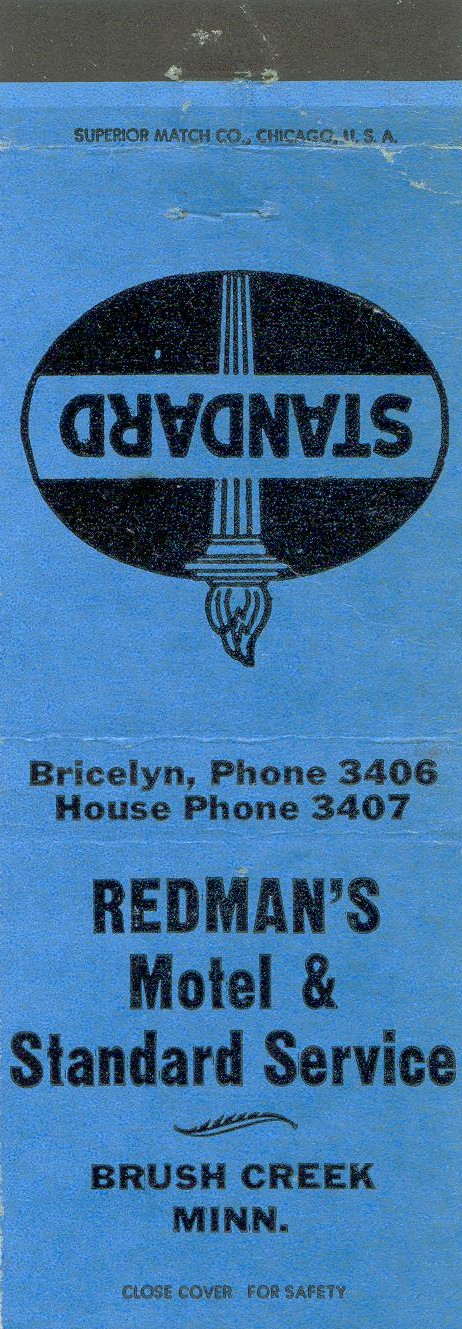 SUPERIOR MATCH CO., CHICAGO, U. S. A.
STANDARD
Bricelyn, Phone 3406
House Phone 3407
REDMAN'S
Motel &
Standard Service
BRUSH CREEK
MINN.
CLOSE COVER FOR SAFETY